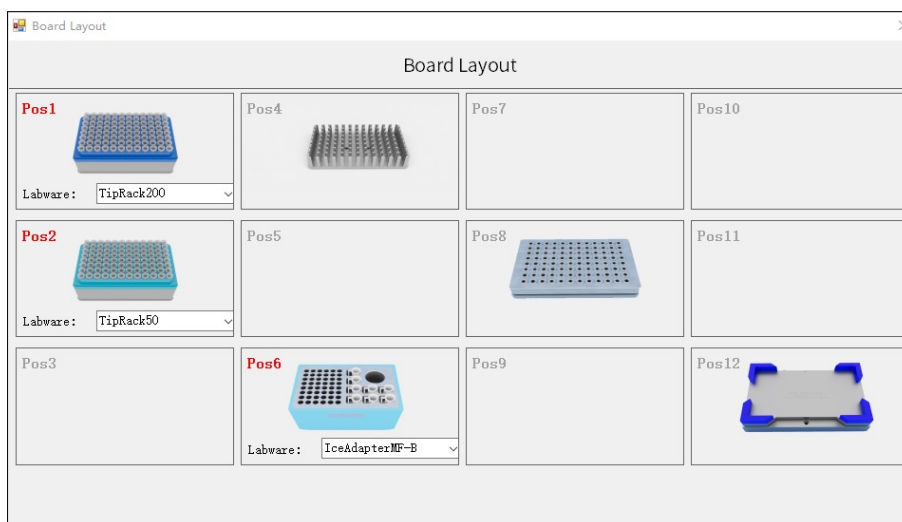 Board Layout
Board Layout
Pos1
Labware: TipRack200
Pos4
Pos7
Pos10
Pos2
Labware: TipRack50
Pos5
Pos8
Pos11
Pos3
Pos6
Labware: IceAdapterMF-B
Pos9
Pos12